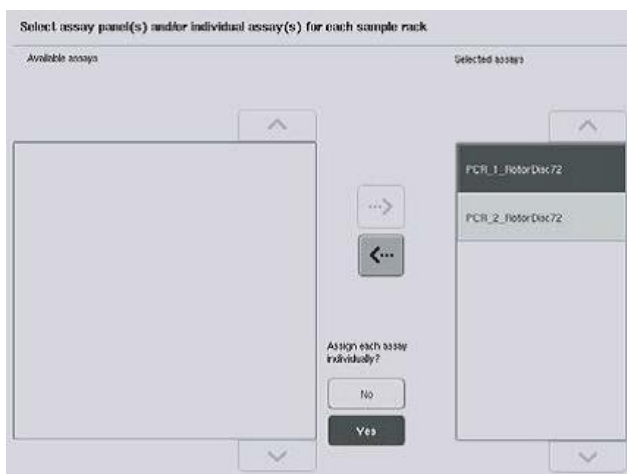 Select assay panel(s) and/or individual assay(s) for each sample rack
Available assays
Selected assays
PCR_1_RotorDisc72
PCR_2_RotorDisc72
Assign each assay
individually?
No
Yes